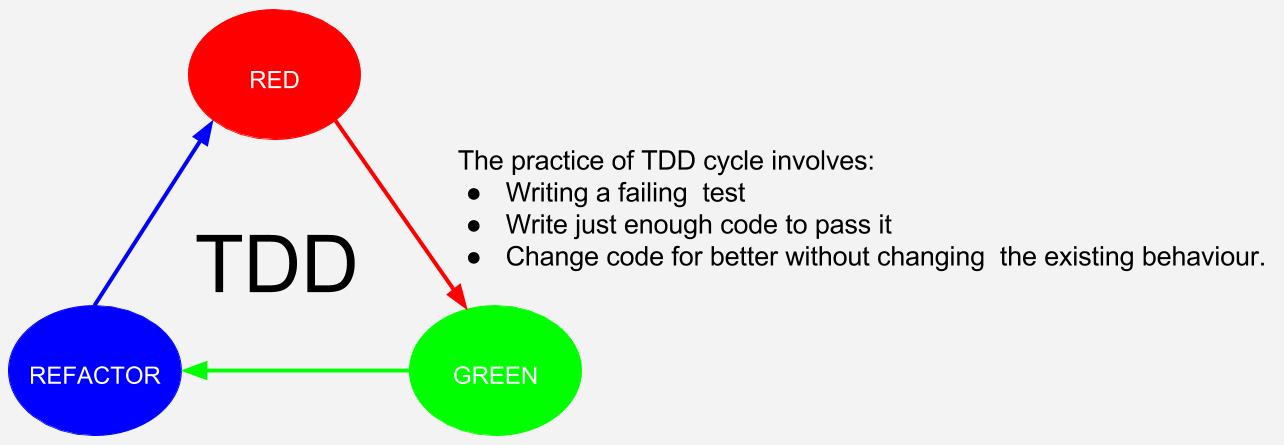 RED
The practice of TDD cycle involves:
● Writing a failing  test
● Write just enough code to pass it
● Change code for better without changing  the existing behaviour.
TDD
REFACTOR
GREEN